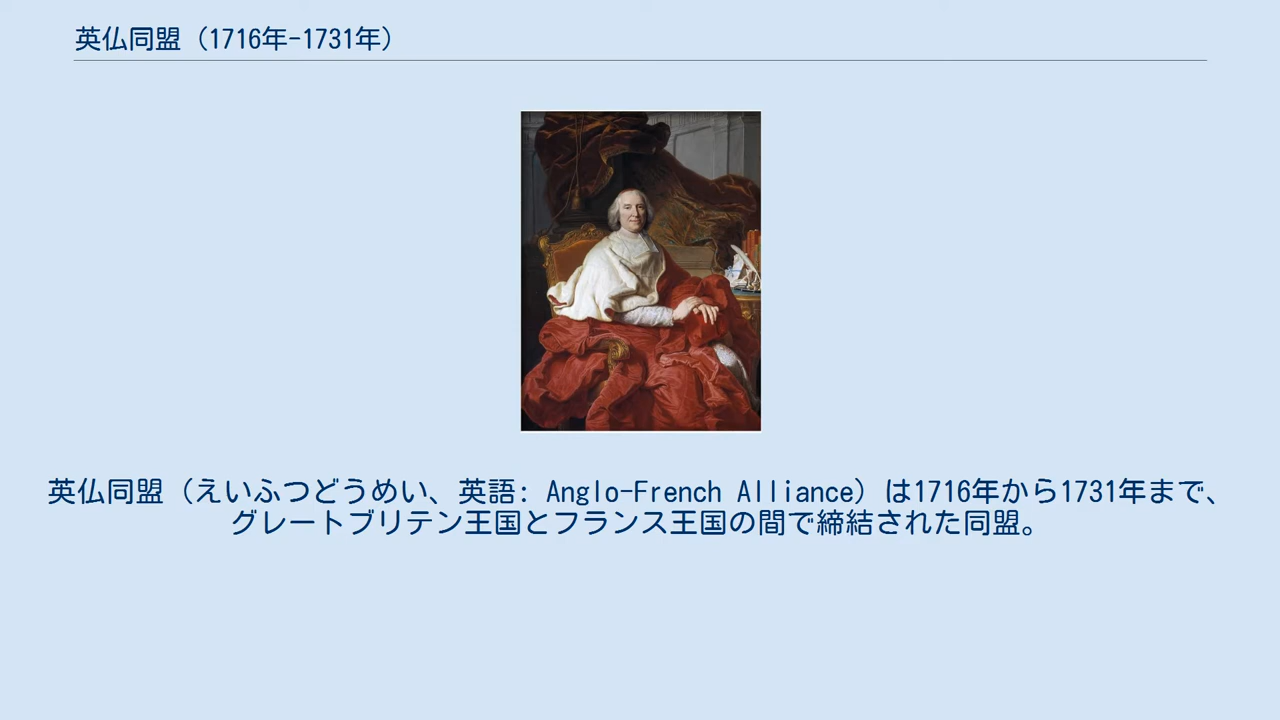 英仏同盟（1716年-1731年）
英仏同盟（えいふつどうめい、英語: Anglo-French Alliance）は1716年から1731年まで、
グレートブリテン王国とフランス王国の間で締結された同盟。